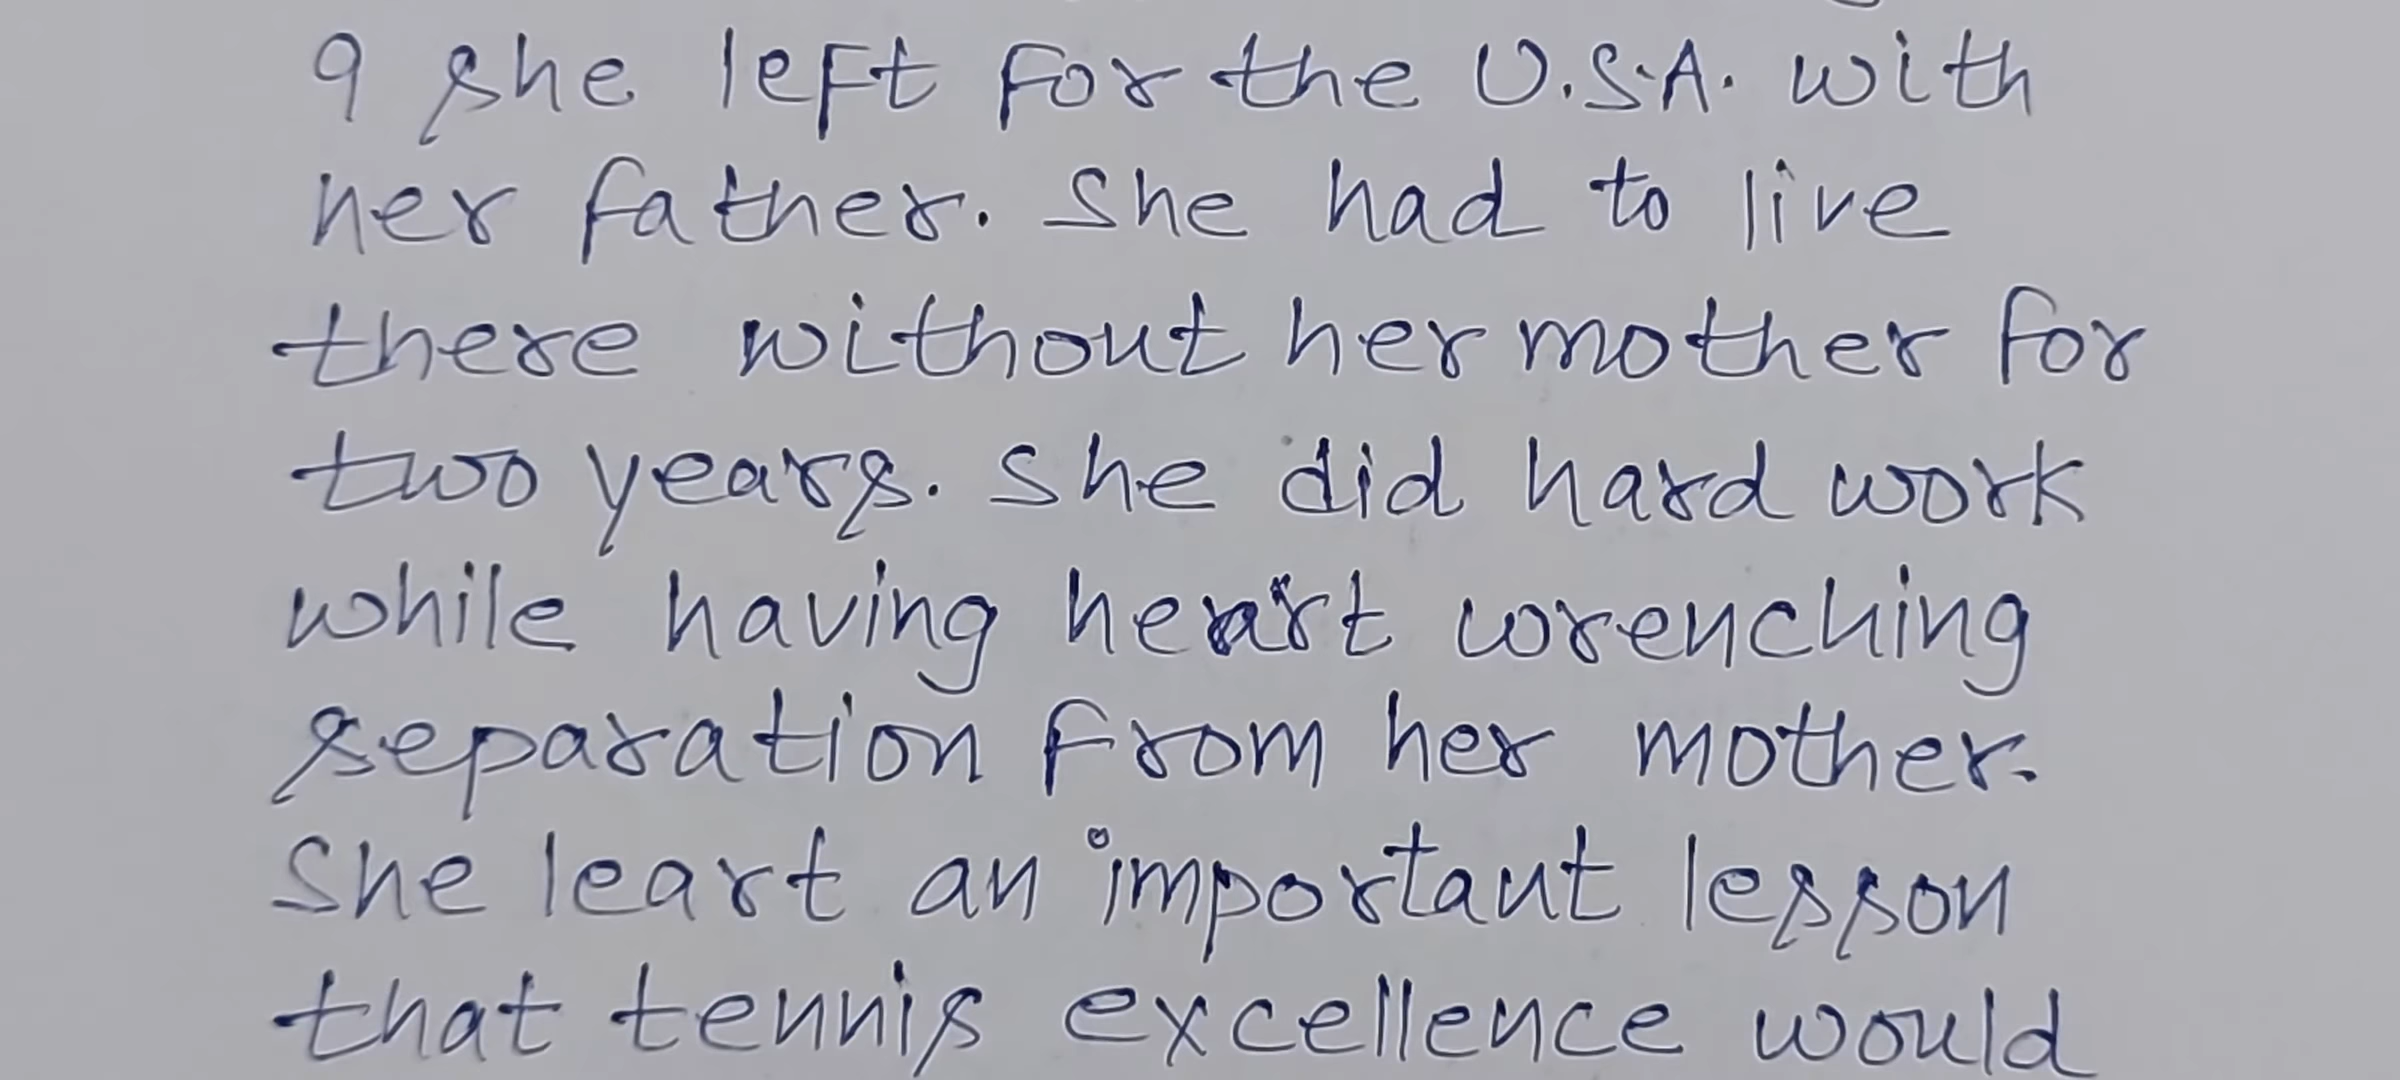 9 she left for the U.S.A. with
her father. She had to live
there without her mother for
two years. She did hard work
while having heart wrenching
separation from her mother.
She leart an important lesson
that tennis excellence would